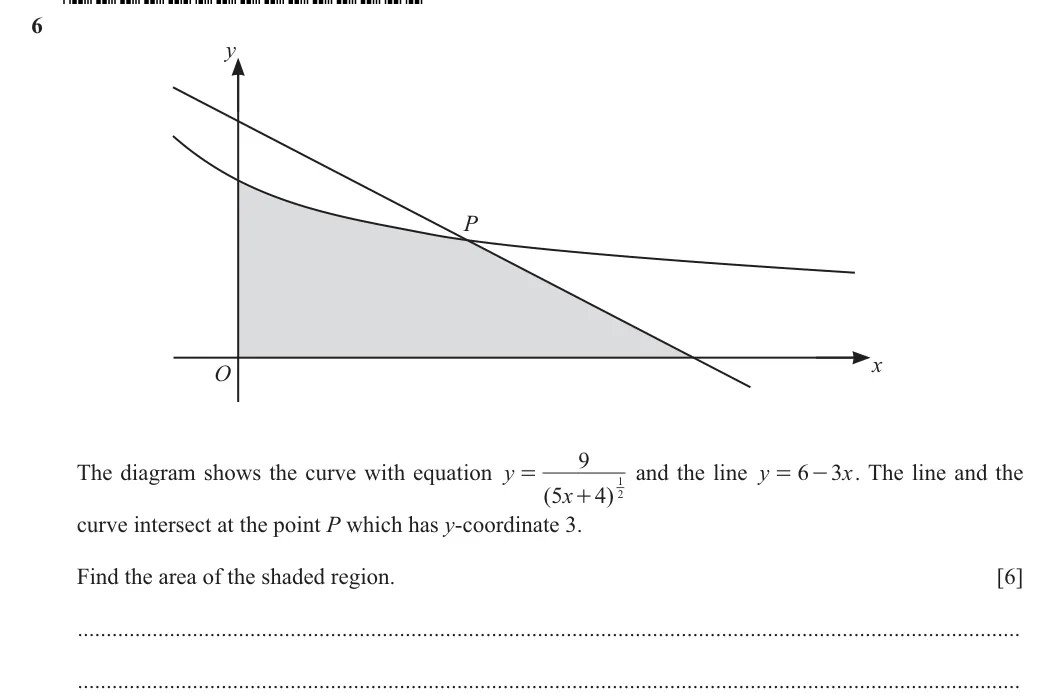 6
y
P
O
x
The diagram shows the curve with equation y = 9/(5x+4)^(1/2) and the line y = 6 − 3x. The line and the
curve intersect at the point P which has y-coordinate 3.
Find the area of the shaded region. [6]